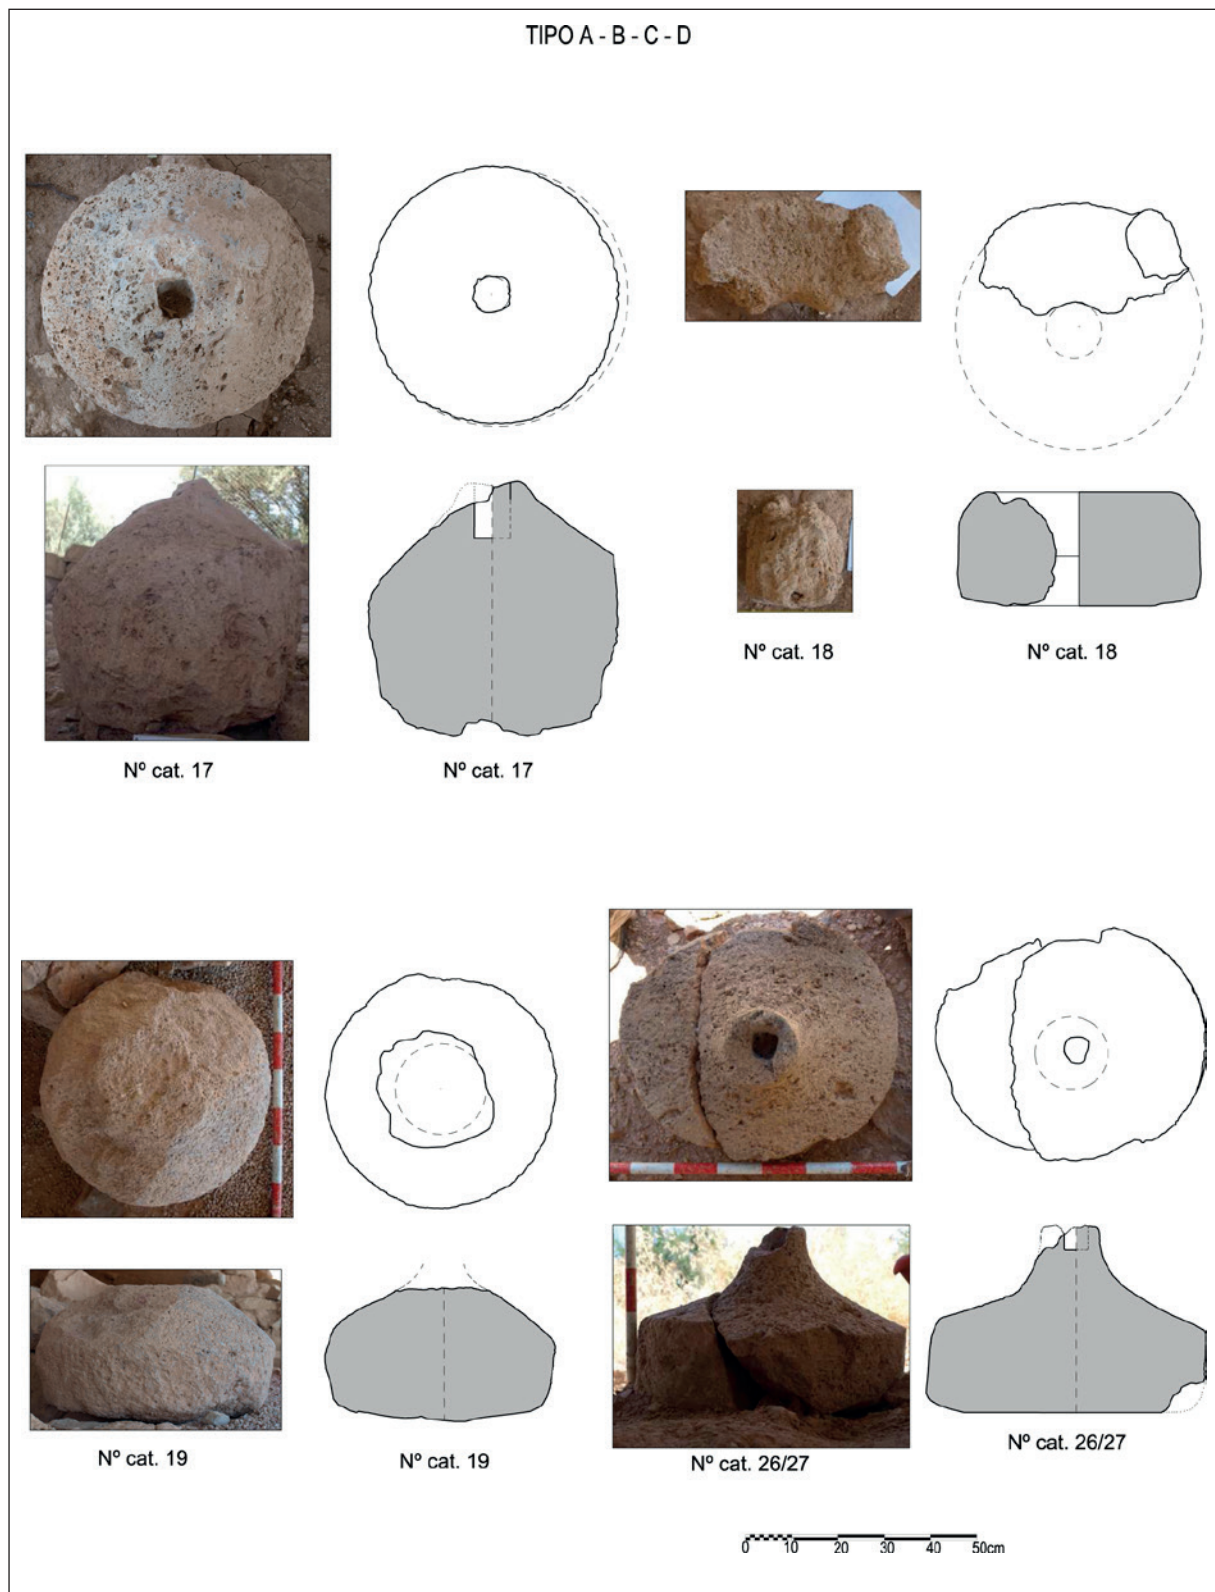 TIPO A - B - C - D
Nº cat. 17
Nº cat. 17
Nº cat. 18
Nº cat. 18
Nº cat. 19
Nº cat. 19
Nº cat. 26/27
Nº cat. 26/27
0 10 20 30 40 50cm